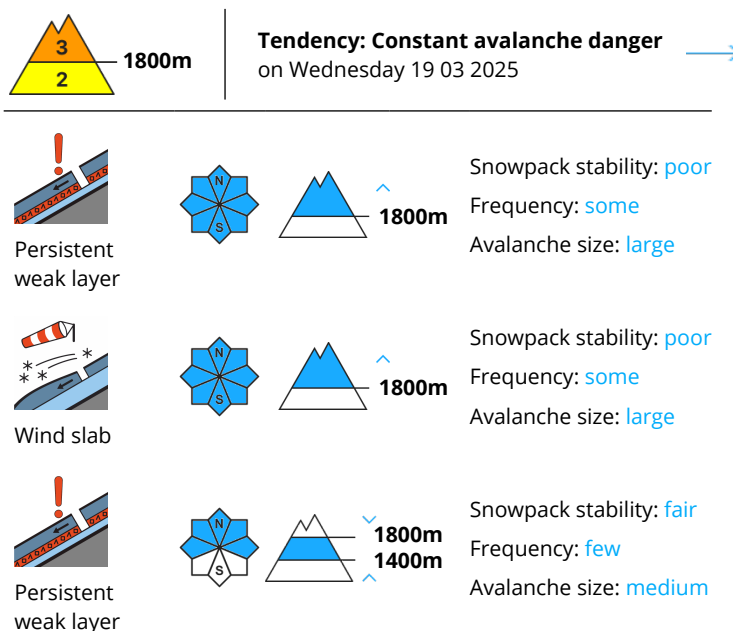 3
2
1800m
Tendency: Constant avalanche danger
on Wednesday 19 03 2025
Persistent
weak layer
N
S
1800m
Snowpack stability: poor
Frequency: some
Avalanche size: large
Wind slab
N
S
1800m
Snowpack stability: poor
Frequency: some
Avalanche size: large
Persistent
weak layer
N
S
1800m
1400m
Snowpack stability: fair
Frequency: few
Avalanche size: medium